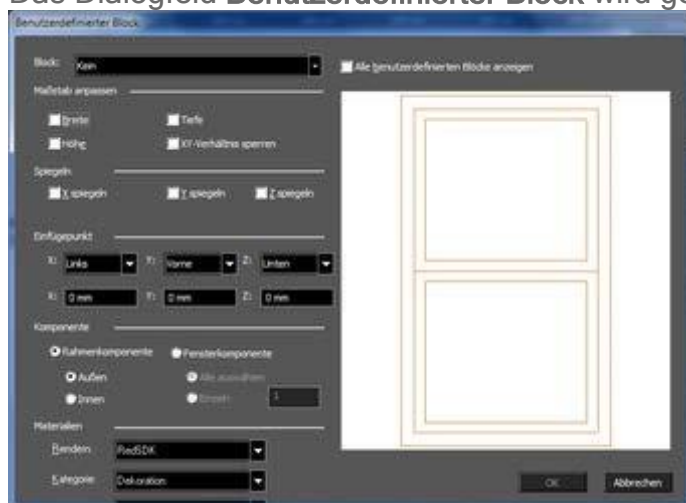 Das Dialogfeld Benutzerdefinierter Block wird ge
Benutzerdefinierter Block
Block: Kein
Alle benutzerdefinierten Blöcke anzeigen
Maßstab anpassen
Breite Tiefe
Höhe XY-Verhältnis sperren
Spiegeln
X spiegeln Y spiegeln Z spiegeln
Einfügepunkt
X: Links Y: Vorne Z: Unten
X: 0 mm Y: 0 mm Z: 0 mm
Komponente
Rahmenkomponente Fensterkomponente
Außen Alle auswählen
Innen Einzeln 1
Materialien
Rendern RedSDK
Kategorie Dekoration
OK Abbrechen